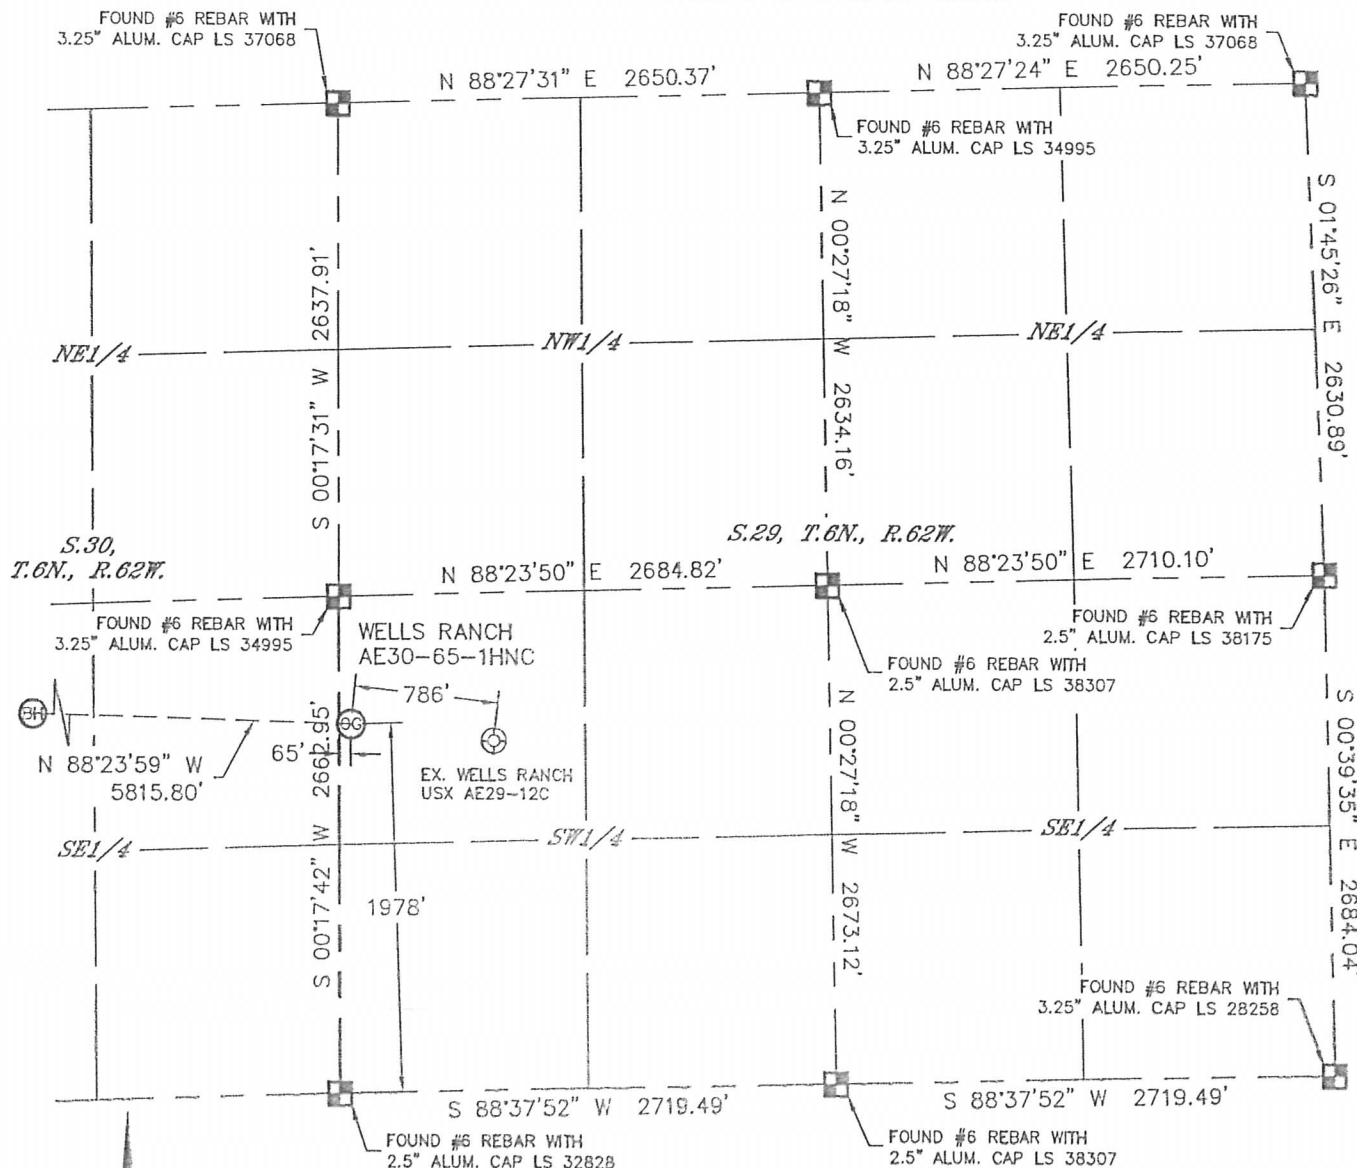 FOUND #6 REBAR WITH
3.25" ALUM. CAP LS 37068
FOUND #6 REBAR WITH
3.25" ALUM. CAP LS 37068
N 88°27'31" E 2650.37'
N 88°27'24" E 2650.25'
FOUND #6 REBAR WITH
3.25" ALUM. CAP LS 34995
S 00°17'31" W 2637.91'
N 00°27'18" W 2634.16'
S 01°45'26" E 2630.89'
NE1/4
NW1/4
NE1/4
S.30,
T.6N., R.62W.
S.29, T.6N., R.62W.
N 88°23'50" E 2684.82'
N 88°23'50" E 2710.10'
FOUND #6 REBAR WITH
3.25" ALUM. CAP LS 34995
FOUND #6 REBAR WITH
2.5" ALUM. CAP LS 38175
WELLS RANCH
AE30-65-1HNC
FOUND #6 REBAR WITH
2.5" ALUM. CAP LS 38307
786'
BH
OG
65'
N 88°23'59" W
5815.80'
EX. WELLS RANCH
USX AE29-12C
S 00°17'42" W 2662.95'
N 00°27'18" W 2673.12'
S 00°39'35" E 2684.04'
SE1/4
SW1/4
SE1/4
1978'
FOUND #6 REBAR WITH
3.25" ALUM. CAP LS 28258
S 88°37'52" W 2719.49'
S 88°37'52" W 2719.49'
FOUND #6 REBAR WITH
2.5" ALUM. CAP LS 32828
FOUND #6 REBAR WITH
2.5" ALUM. CAP LS 38307